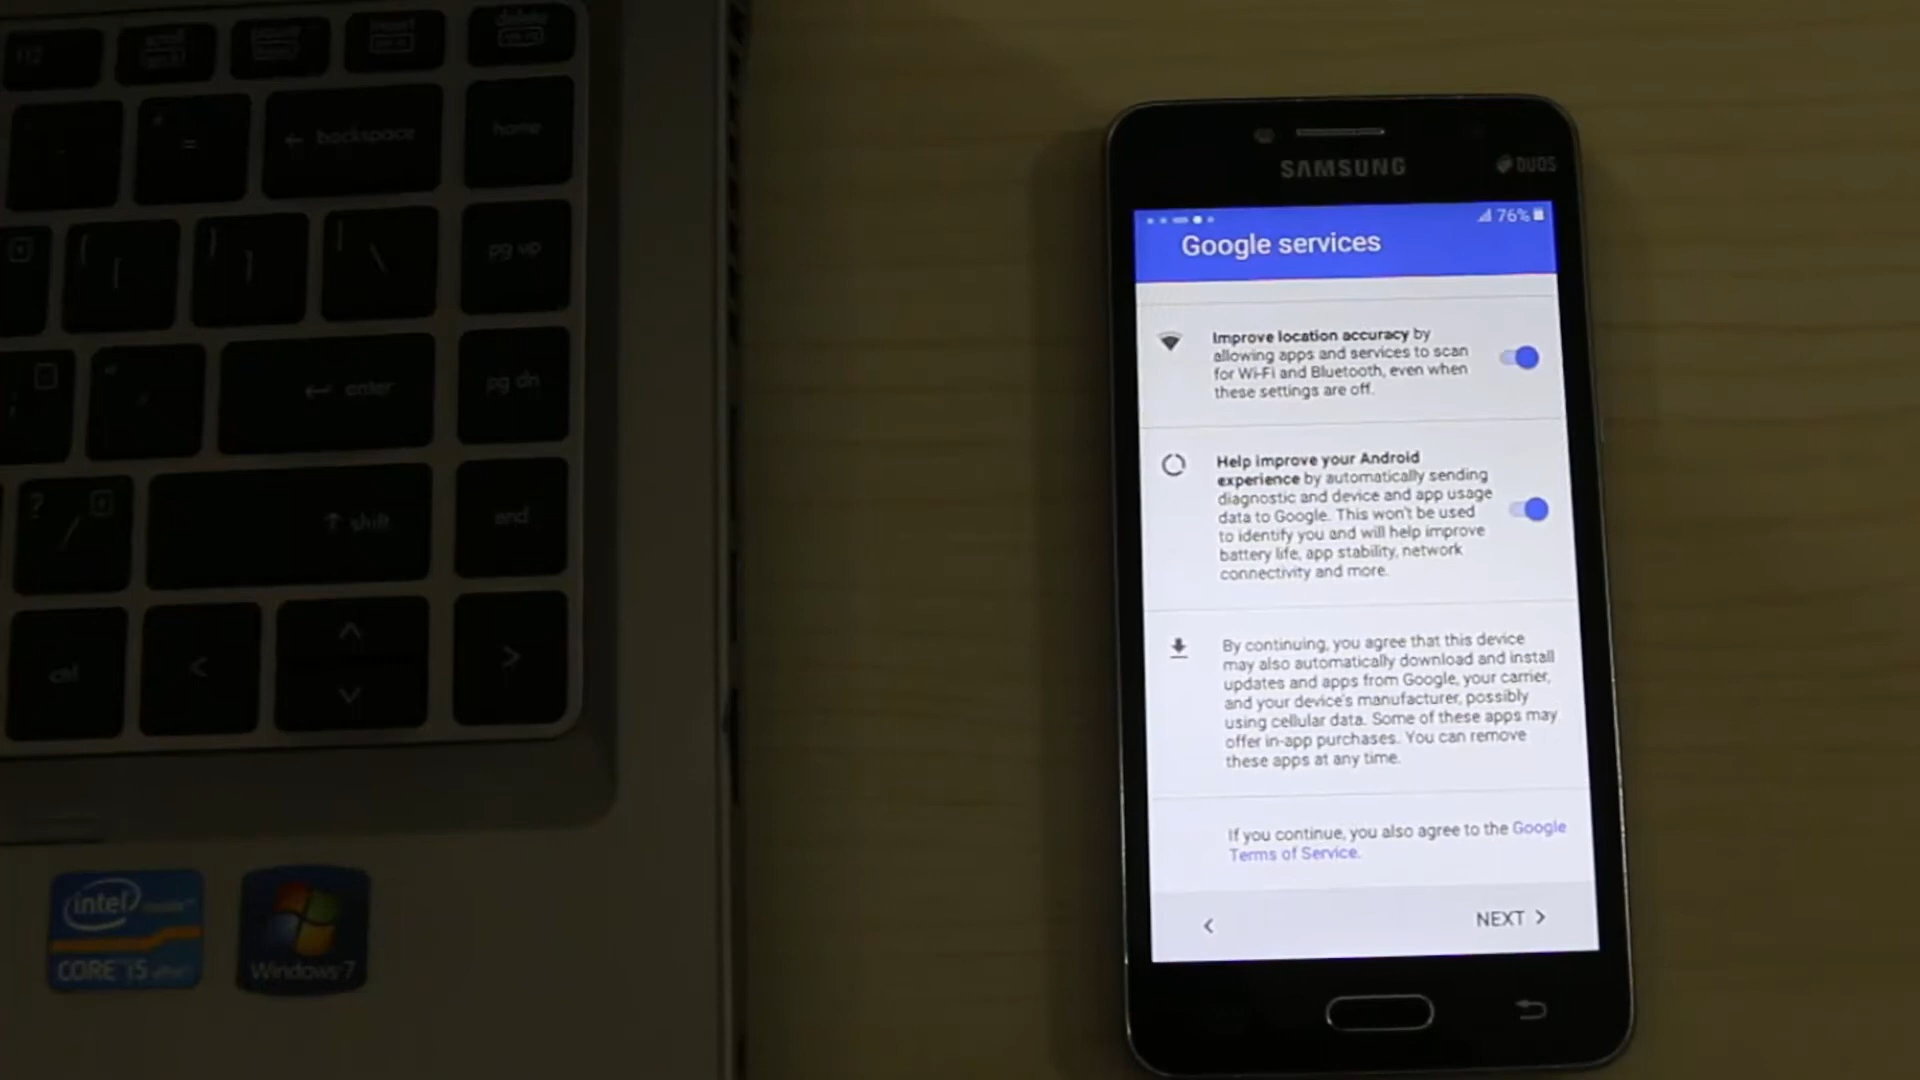 backspace
home
=
pg up
enter
pg dn
?
/
shift
end
ctrl
<
>
intel
CORE i5
Windows 7
SAMSUNG
DUOS
76%
Google services
Improve location accuracy by
allowing apps and services to scan
for Wi-Fi and Bluetooth, even when
these settings are off.
Help improve your Android
experience by automatically sending
diagnostic and device and app usage
data to Google. This won't be used
to identify you and will help improve
battery life, app stability, network
connectivity and more.
By continuing, you agree that this device
may also automatically download and install
updates and apps from Google, your carrier,
and your device's manufacturer, possibly
using cellular data. Some of these apps may
offer in-app purchases. You can remove
these apps at any time.
If you continue, you also agree to the Google
Terms of Service.
NEXT